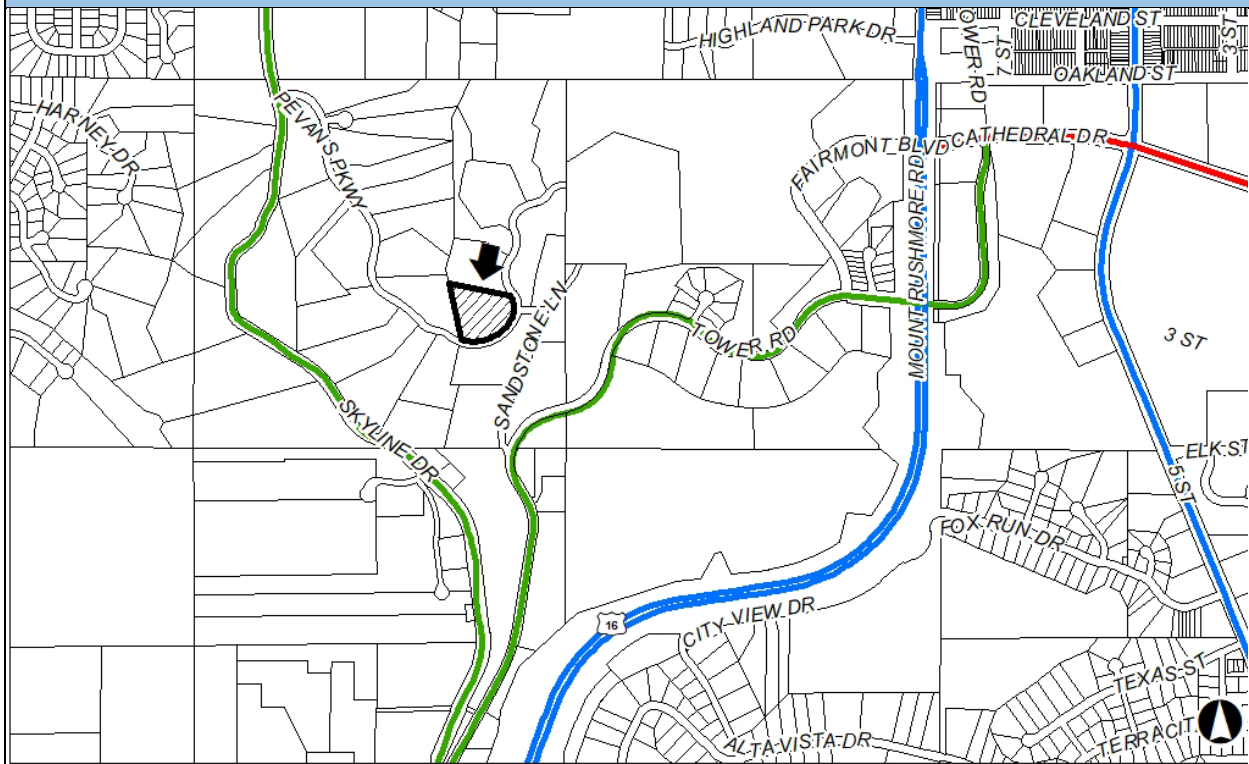 CLEVELAND ST
HIGHLAND PARK DR
OWER RD
7 ST
3 ST
OAKLAND ST
HARNEY DR
PEVANS PKWY
FAIRMONT BLVD
CATHEDRAL DR
MOUNT RUSHMORE RD
SANDSTONE LN
TOWER RD
3 ST
SKYLINE DR
ELK ST
5 ST
FOX RUN DR
16
CITY VIEW DR
TEXAS ST
TERRACIT
ALTA VISTA DR